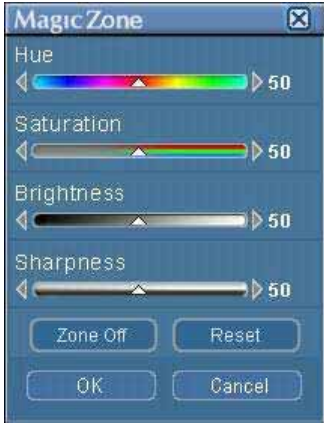 Magic Zone
Hue
50
Saturation
50
Brightness
50
Sharpness
50
Zone Off Reset
OK Cancel